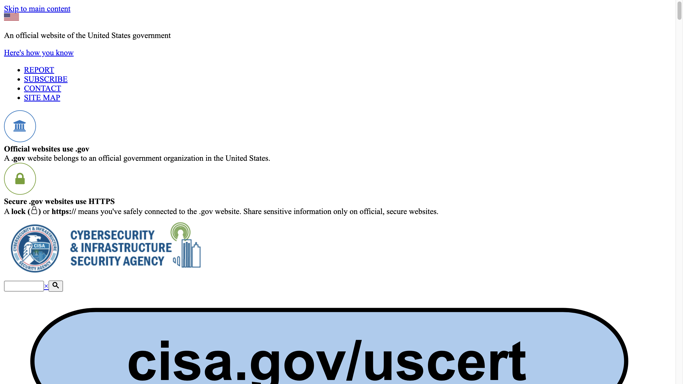 Skip to main content
An official website of the United States government
Here's how you know
REPORT
SUBSCRIBE
CONTACT
SITE MAP
Official websites use .gov
A .gov website belongs to an official government organization in the United States.
Secure .gov websites use HTTPS
A lock () or https:// means you've safely connected to the .gov website. Share sensitive information only on official, secure websites.
CYBERSECURITY
& INFRASTRUCTURE
SECURITY AGENCY
CISA
×
cisa.gov/uscert